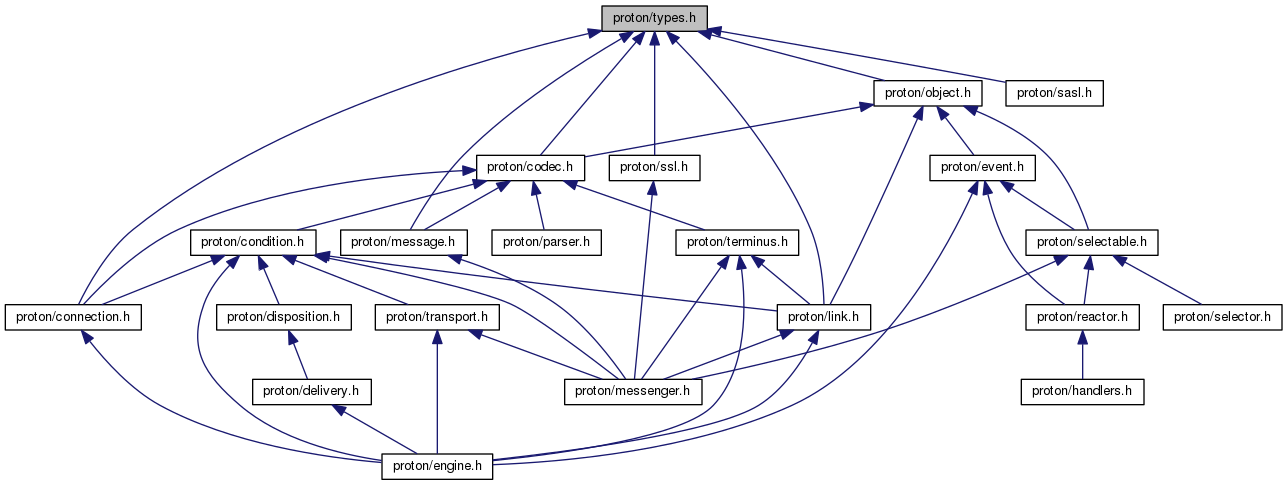 proton/types.h
proton/object.h
proton/sasl.h
proton/codec.h
proton/ssl.h
proton/event.h
proton/condition.h
proton/message.h
proton/parser.h
proton/terminus.h
proton/selectable.h
proton/connection.h
proton/disposition.h
proton/transport.h
proton/link.h
proton/reactor.h
proton/selector.h
proton/delivery.h
proton/messenger.h
proton/handlers.h
proton/engine.h